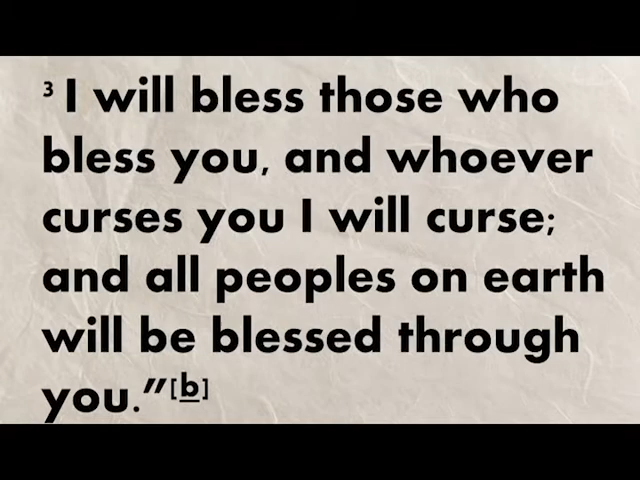 ³ I will bless those who
bless you, and whoever
curses you I will curse;
and all peoples on earth
will be blessed through
you.”[b]